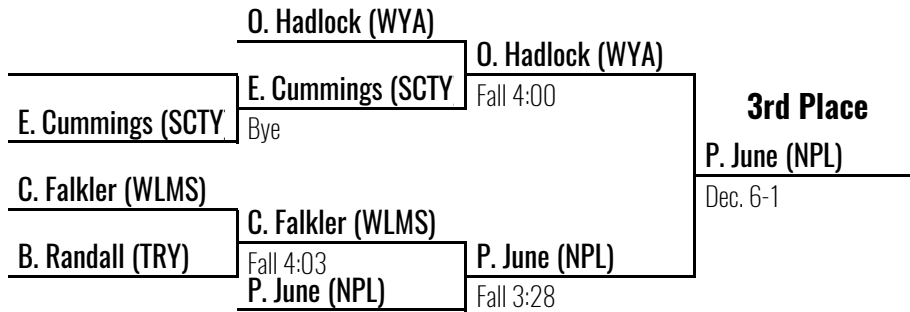 O. Hadlock (WYA)
O. Hadlock (WYA)
E. Cummings (SCTY
Fall 4:00
3rd Place
E. Cummings (SCTY)
Bye
P. June (NPL)
C. Falkler (WLMS)
Dec. 6-1
C. Falkler (WLMS)
B. Randall (TRY)
Fall 4:03
P. June (NPL)
P. June (NPL)
Fall 3:28